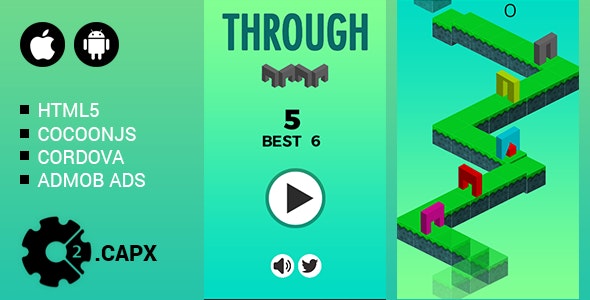 HTML5
COCOONJS
CORDOVA
ADMOB ADS
2
.CAPX
THROUGH
5
BEST 6
0